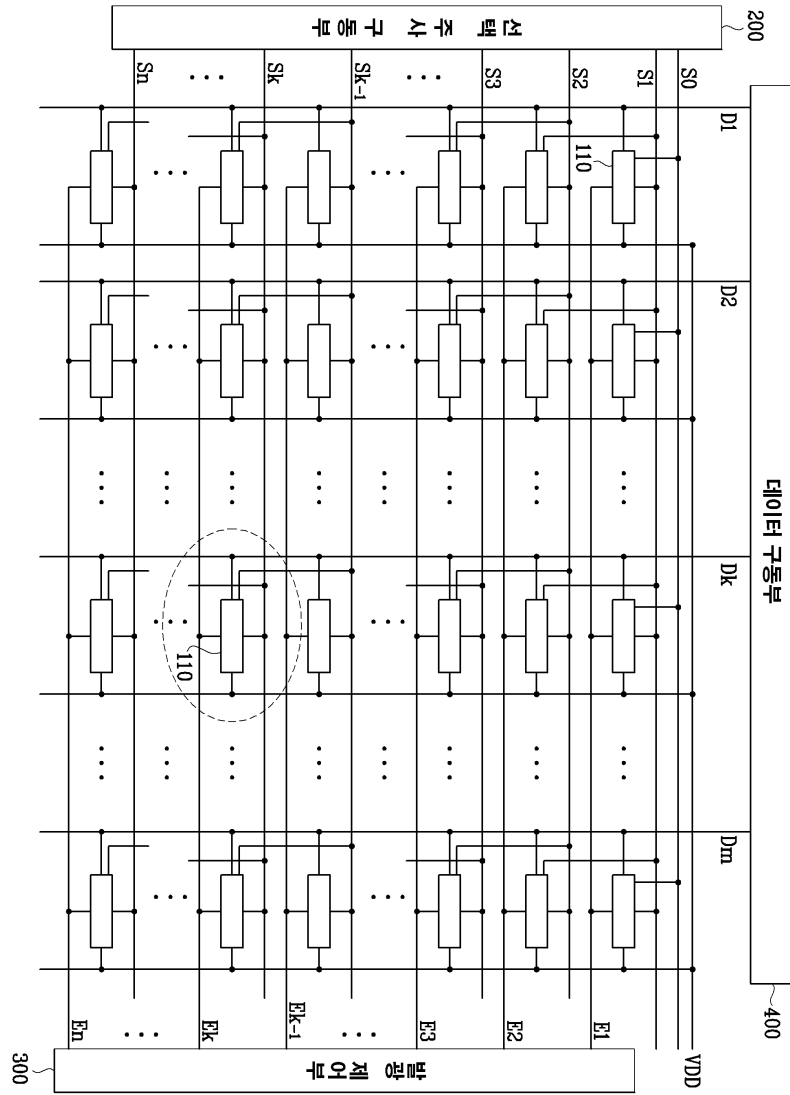 데이터 구동부
400
200
선택 주사 구동부
D1
D2
Dk
Dm
VDD
S0
S1
110
E1
S2
E2
S3
E3
Sk-1
Ek-1
Sk
110
Ek
Sn
En
발광 제어부
300